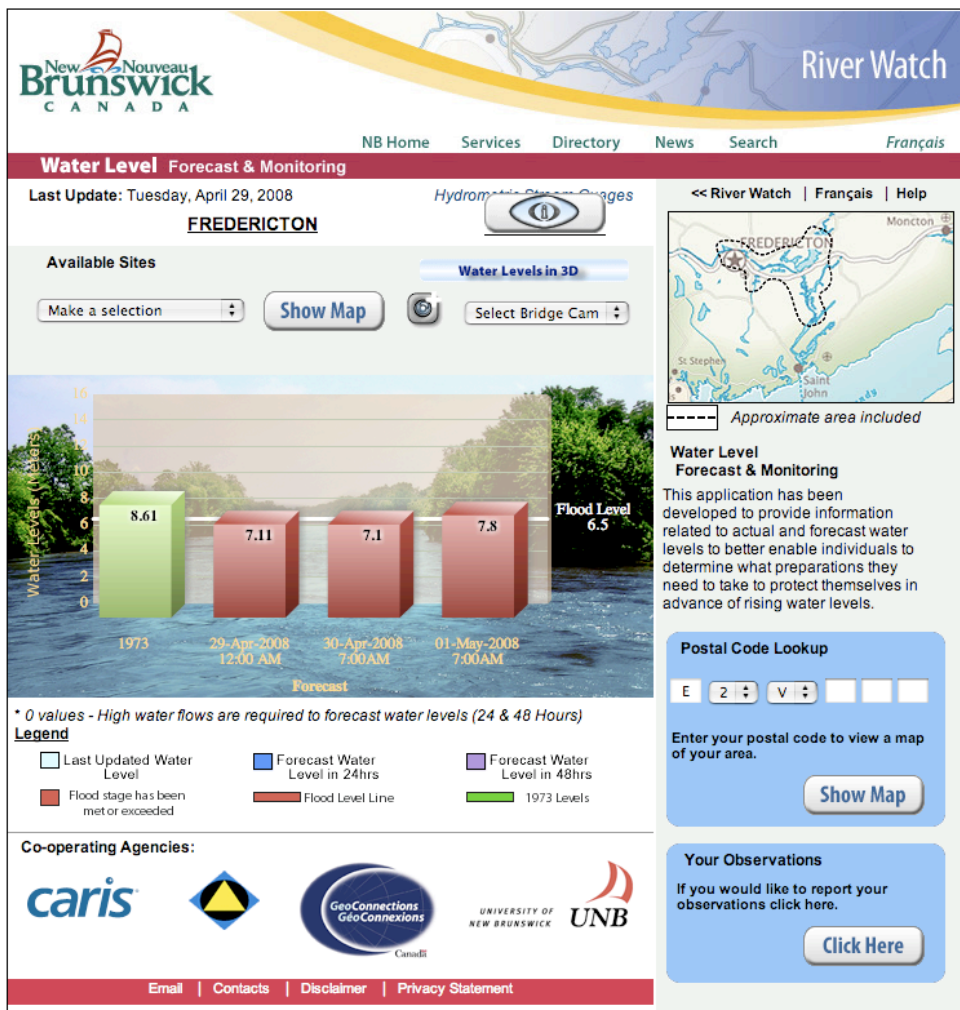 New Nouveau
Brunswick
CANADA
River Watch
NB Home Services Directory News Search Français
Water Level Forecast & Monitoring
Last Update: Tuesday, April 29, 2008
FREDERICTON
<< River Watch | Français | Help
Available Sites
Water Levels in 3D
Make a selection
Show Map
Select Bridge Cam
FREDERICTON
Moncton
St Stephen
Saint
John
Approximate area included
16
14
12
10
8
6
4
2
0
Water Levels (Meters)
8.61
7.11
7.1
7.8
Flood Level
6.5
1973
29-Apr-2008
12:00 AM
30-Apr-2008
7:00AM
01-May-2008
7:00AM
Forecast
* 0 values - High water flows are required to forecast water levels (24 & 48 Hours)
Legend
Last Updated Water
Level
Forecast Water
Level in 24hrs
Forecast Water
Level in 48hrs
Flood stage has been
met or exceeded
Flood Level Line
1973 Levels
Co-operating Agencies:
caris
GeoConnections
GéoConnexions
Canada
UNIVERSITY OF
NEW BRUNSWICK
UNB
Email | Contacts | Disclaimer | Privacy Statement
Water Level
Forecast & Monitoring
This application has been
developed to provide information
related to actual and forecast water
levels to better enable individuals to
determine what preparations they
need to take to protect themselves in
advance of rising water levels.
Postal Code Lookup
E 2 V
Enter your postal code to view a map
of your area.
Show Map
Your Observations
If you would like to report your
observations click here.
Click Here